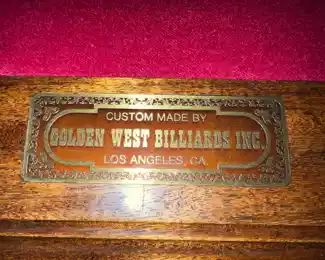 CUSTOM MADE BY
GOLDEN WEST BILLIARDS INC.
LOS ANGELES, CA.